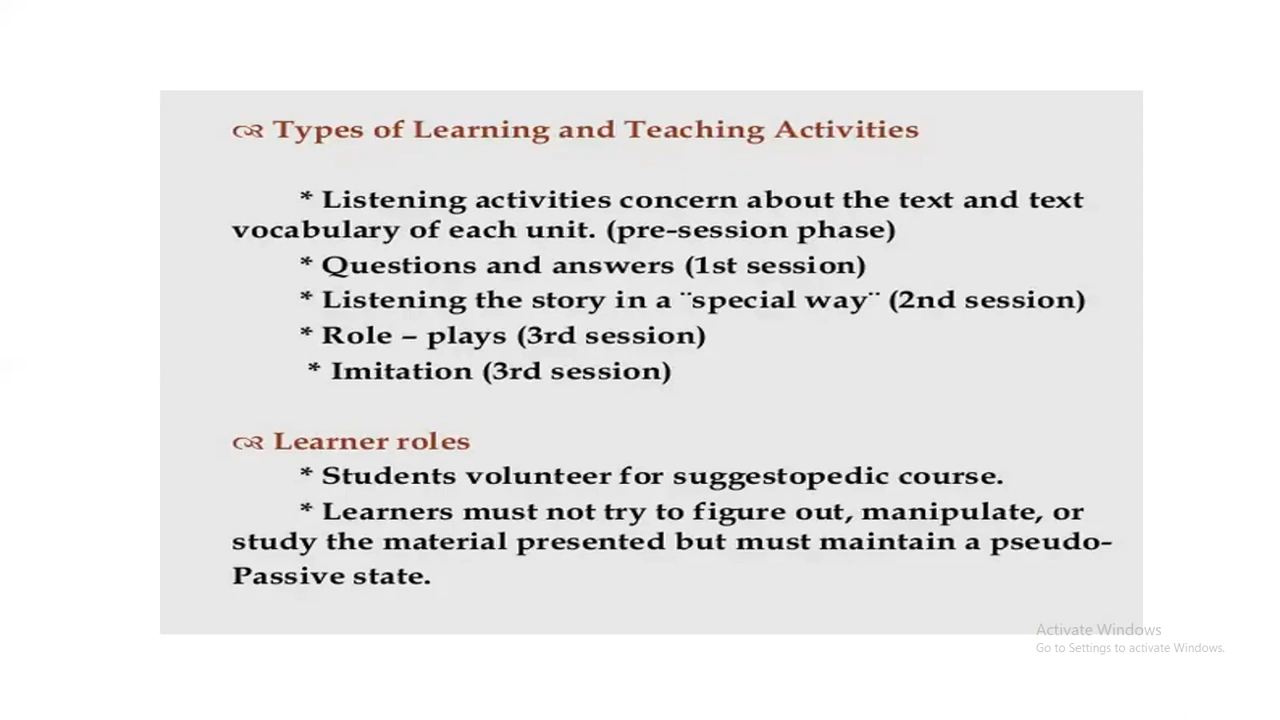 Types of Learning and Teaching Activities
* Listening activities concern about the text and text
vocabulary of each unit. (pre-session phase)
* Questions and answers (1st session)
* Listening the story in a ¨special way¨ (2nd session)
* Role – plays (3rd session)
* Imitation (3rd session)
Learner roles
* Students volunteer for suggestopedic course.
* Learners must not try to figure out, manipulate, or
study the material presented but must maintain a pseudo-
Passive state.
Activate Windows
Go to Settings to activate Windows.